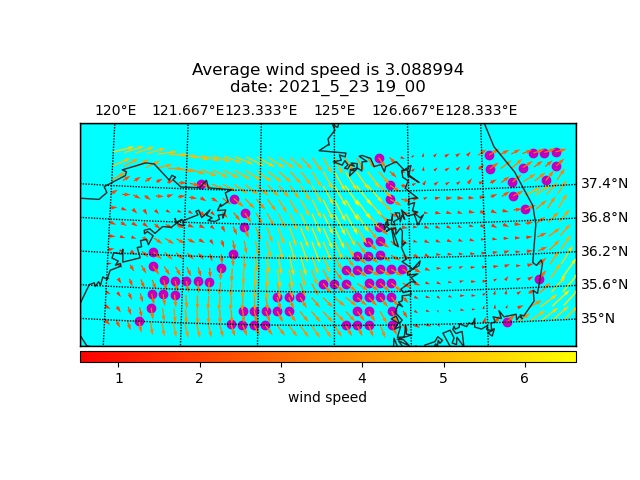 Average wind speed is 3.088994
date: 2021_5_23 19_00
120°E 121.667°E 123.333°E 125°E 126.667°E 128.333°E
37.4°N
36.8°N
36.2°N
35.6°N
35°N
1 2 3 4 5 6
wind speed